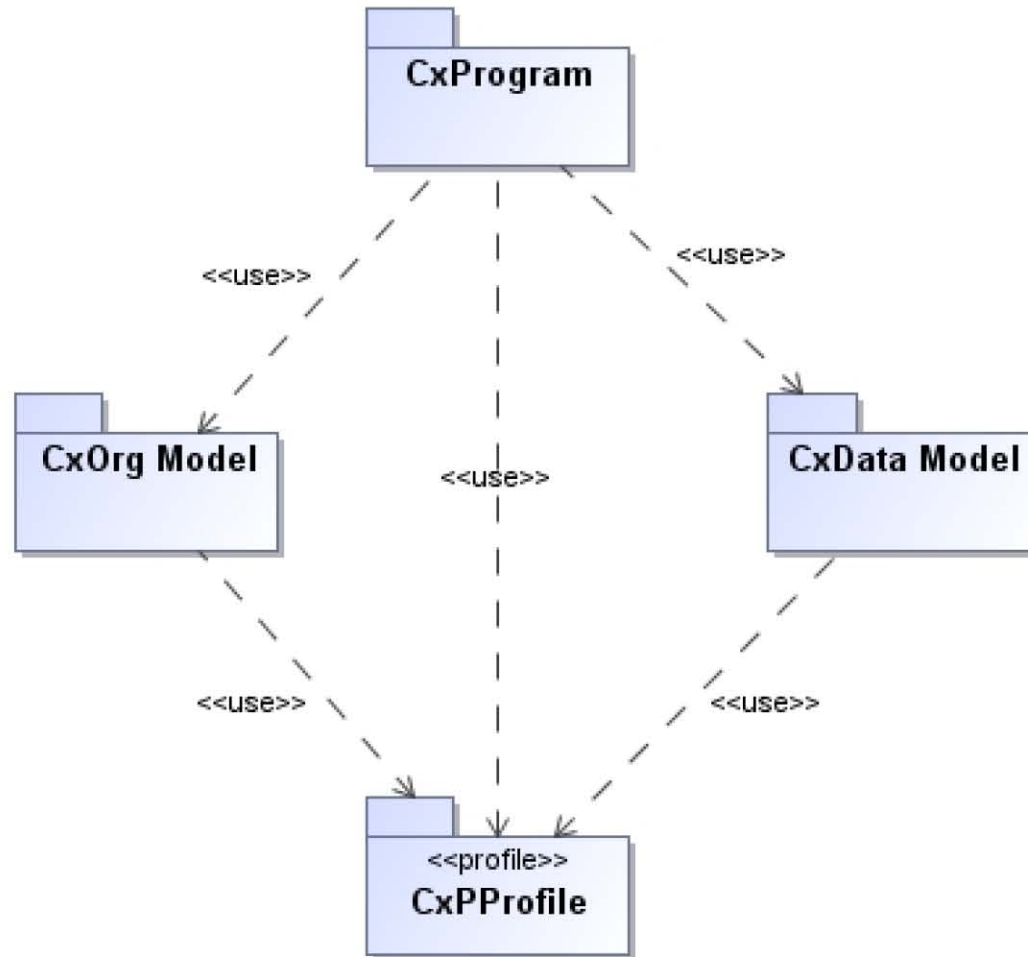 CxProgram
<<use>>
<<use>>
CxOrg Model
<<use>>
CxData Model
<<use>>
<<use>>
<<profile>>
CxPProfile